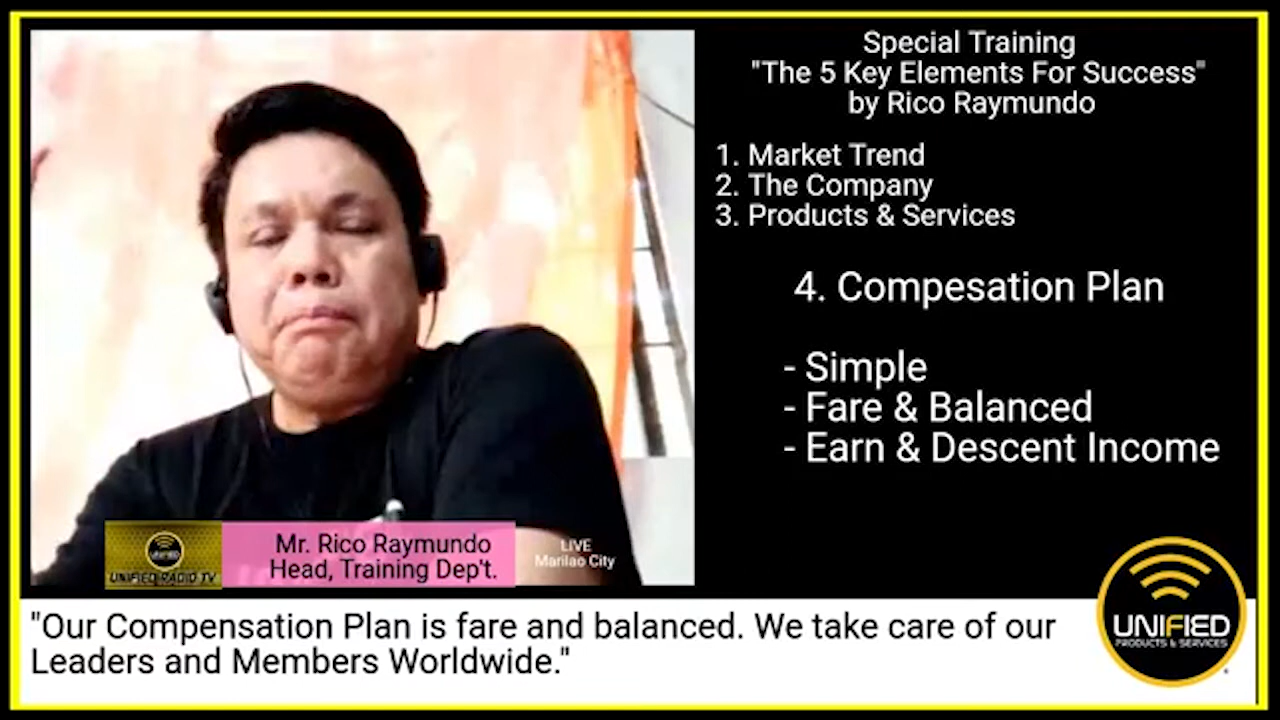 Special Training
"The 5 Key Elements For Success"
by Rico Raymundo
1. Market Trend
2. The Company
3. Products & Services
4. Compesation Plan
- Simple
- Fare & Balanced
- Earn & Descent Income
UNIFIED
UNIFIED RADIO TV
Mr. Rico Raymundo
Head, Training Dep't.
LIVE
Marilao City
"Our Compensation Plan is fare and balanced. We take care of our
Leaders and Members Worldwide."
UNIFIED
PRODUCTS & SERVICES